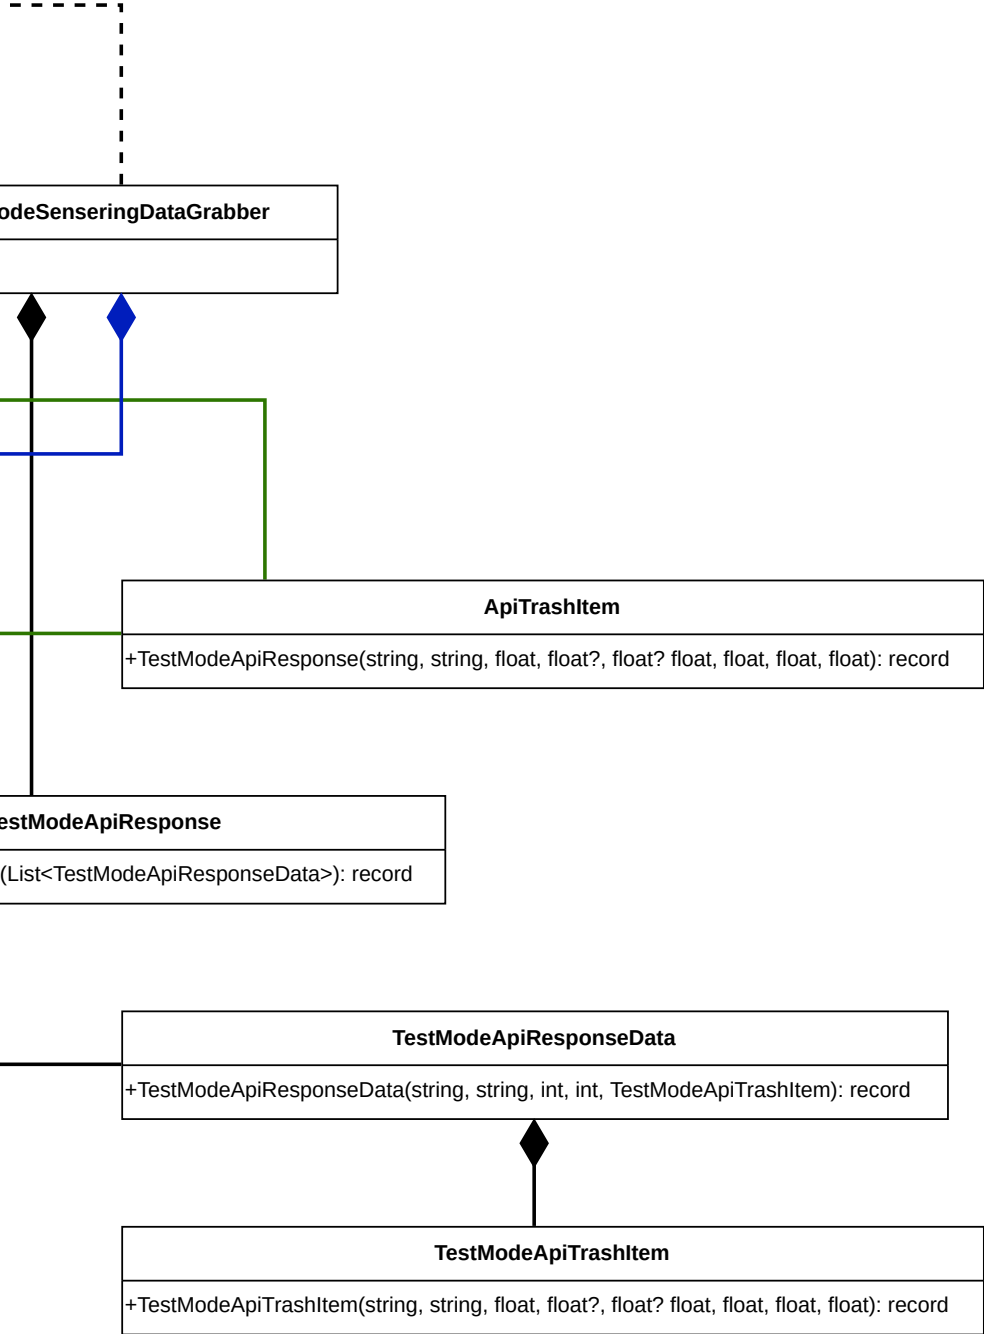 odeSenseringDataGrabber
ApiTrashItem
+TestModeApiResponse(string, string, float, float?, float? float, float, float, float): record
estModeApiResponse
(List<TestModeApiResponseData>): record
TestModeApiResponseData
+TestModeApiResponseData(string, string, int, int, TestModeApiTrashItem): record
TestModeApiTrashItem
+TestModeApiTrashItem(string, string, float, float?, float? float, float, float, float): record